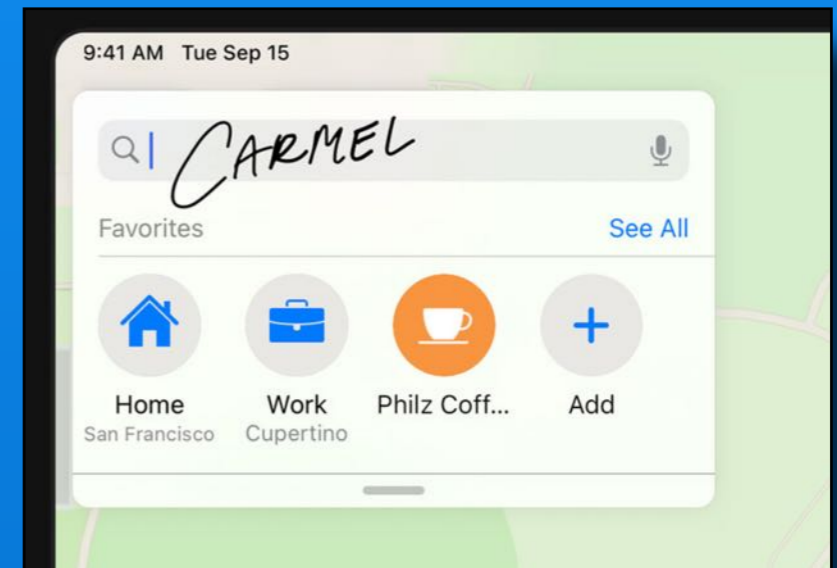 9:41 AM Tue Sep 15
CARMEL
Favorites See All
Home Work Philz Coff... Add
San Francisco Cupertino